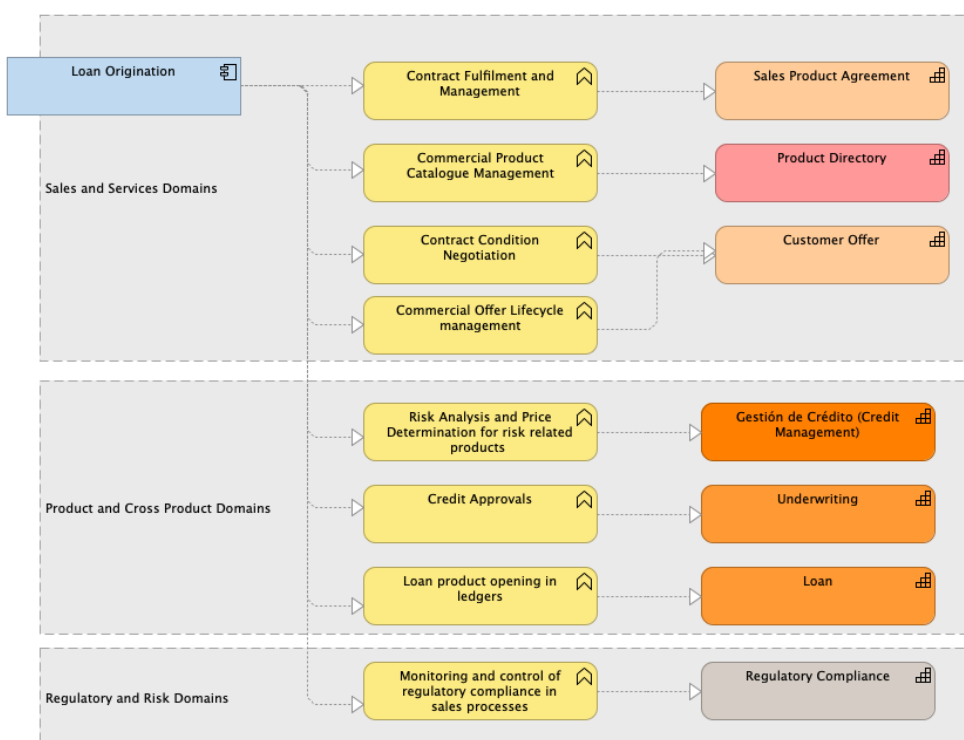 Loan Origination
Contract Fulfilment and
Management
Sales Product Agreement
Commercial Product
Catalogue Management
Product Directory
Sales and Services Domains
Contract Condition
Negotiation
Customer Offer
Commercial Offer Lifecycle
management
Risk Analysis and Price
Determination for risk related
products
Gestión de Crédito (Credit
Management)
Credit Approvals
Underwriting
Product and Cross Product Domains
Loan product opening in
ledgers
Loan
Monitoring and control of
regulatory compliance in
sales processes
Regulatory Compliance
Regulatory and Risk Domains